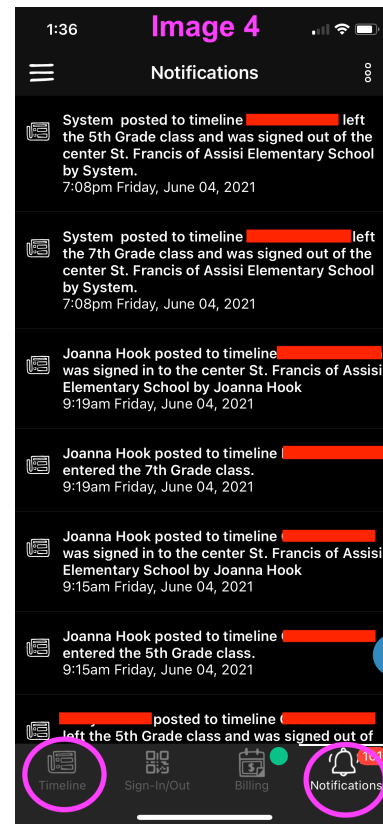 1:36
Image 4
Notifications
System posted to timeline
left
the 5th Grade class and was signed out of the
center St. Francis of Assisi Elementary School
by System.
7:08pm Friday, June 04, 2021
System posted to timeline
left
the 7th Grade class and was signed out of the
center St. Francis of Assisi Elementary School
by System.
7:08pm Friday, June 04, 2021
Joanna Hook posted to timeline
was signed in to the center St. Francis of Assisi
Elementary School by Joanna Hook
9:19am Friday, June 04, 2021
Joanna Hook posted to timeline
entered the 7th Grade class.
9:19am Friday, June 04, 2021
Joanna Hook posted to timeline
was signed in to the center St. Francis of Assisi
Elementary School by Joanna Hook
9:15am Friday, June 04, 2021
Joanna Hook posted to timeline
entered the 5th Grade class.
9:15am Friday, June 04, 2021
posted to timeline
left the 5th Grade class and was signed out of
Timeline
Sign-In/Out
Billing
Notifications